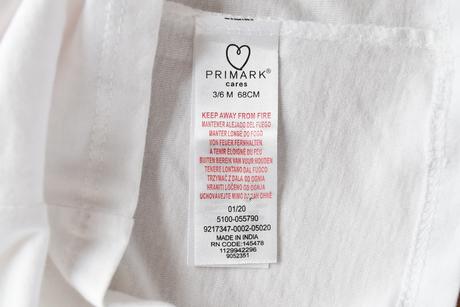 PRIMARK®
cares
3/6 M 68CM
KEEP AWAY FROM FIRE
MANTENER ALEJADO DEL FUEGO
MANTER LONGE DO FOGO
VON FEUER FERNHALTEN
A TENIR ÉLOIGNÉ DU FEU
BUITEN BEREIK VAN VUUR HOUDEN
TENERE LONTANO DAL FUOCO
TRZYMAĆ Z DALA OD OGNIA
HRANITI LOČENO OD OGNJA
UCHOVÁVEJTE MIMO DOSAH OHNĚ
01/20
5100-055790
9217347-0002-05020
MADE IN INDIA
RN CODE:145478
1129942296
9052351